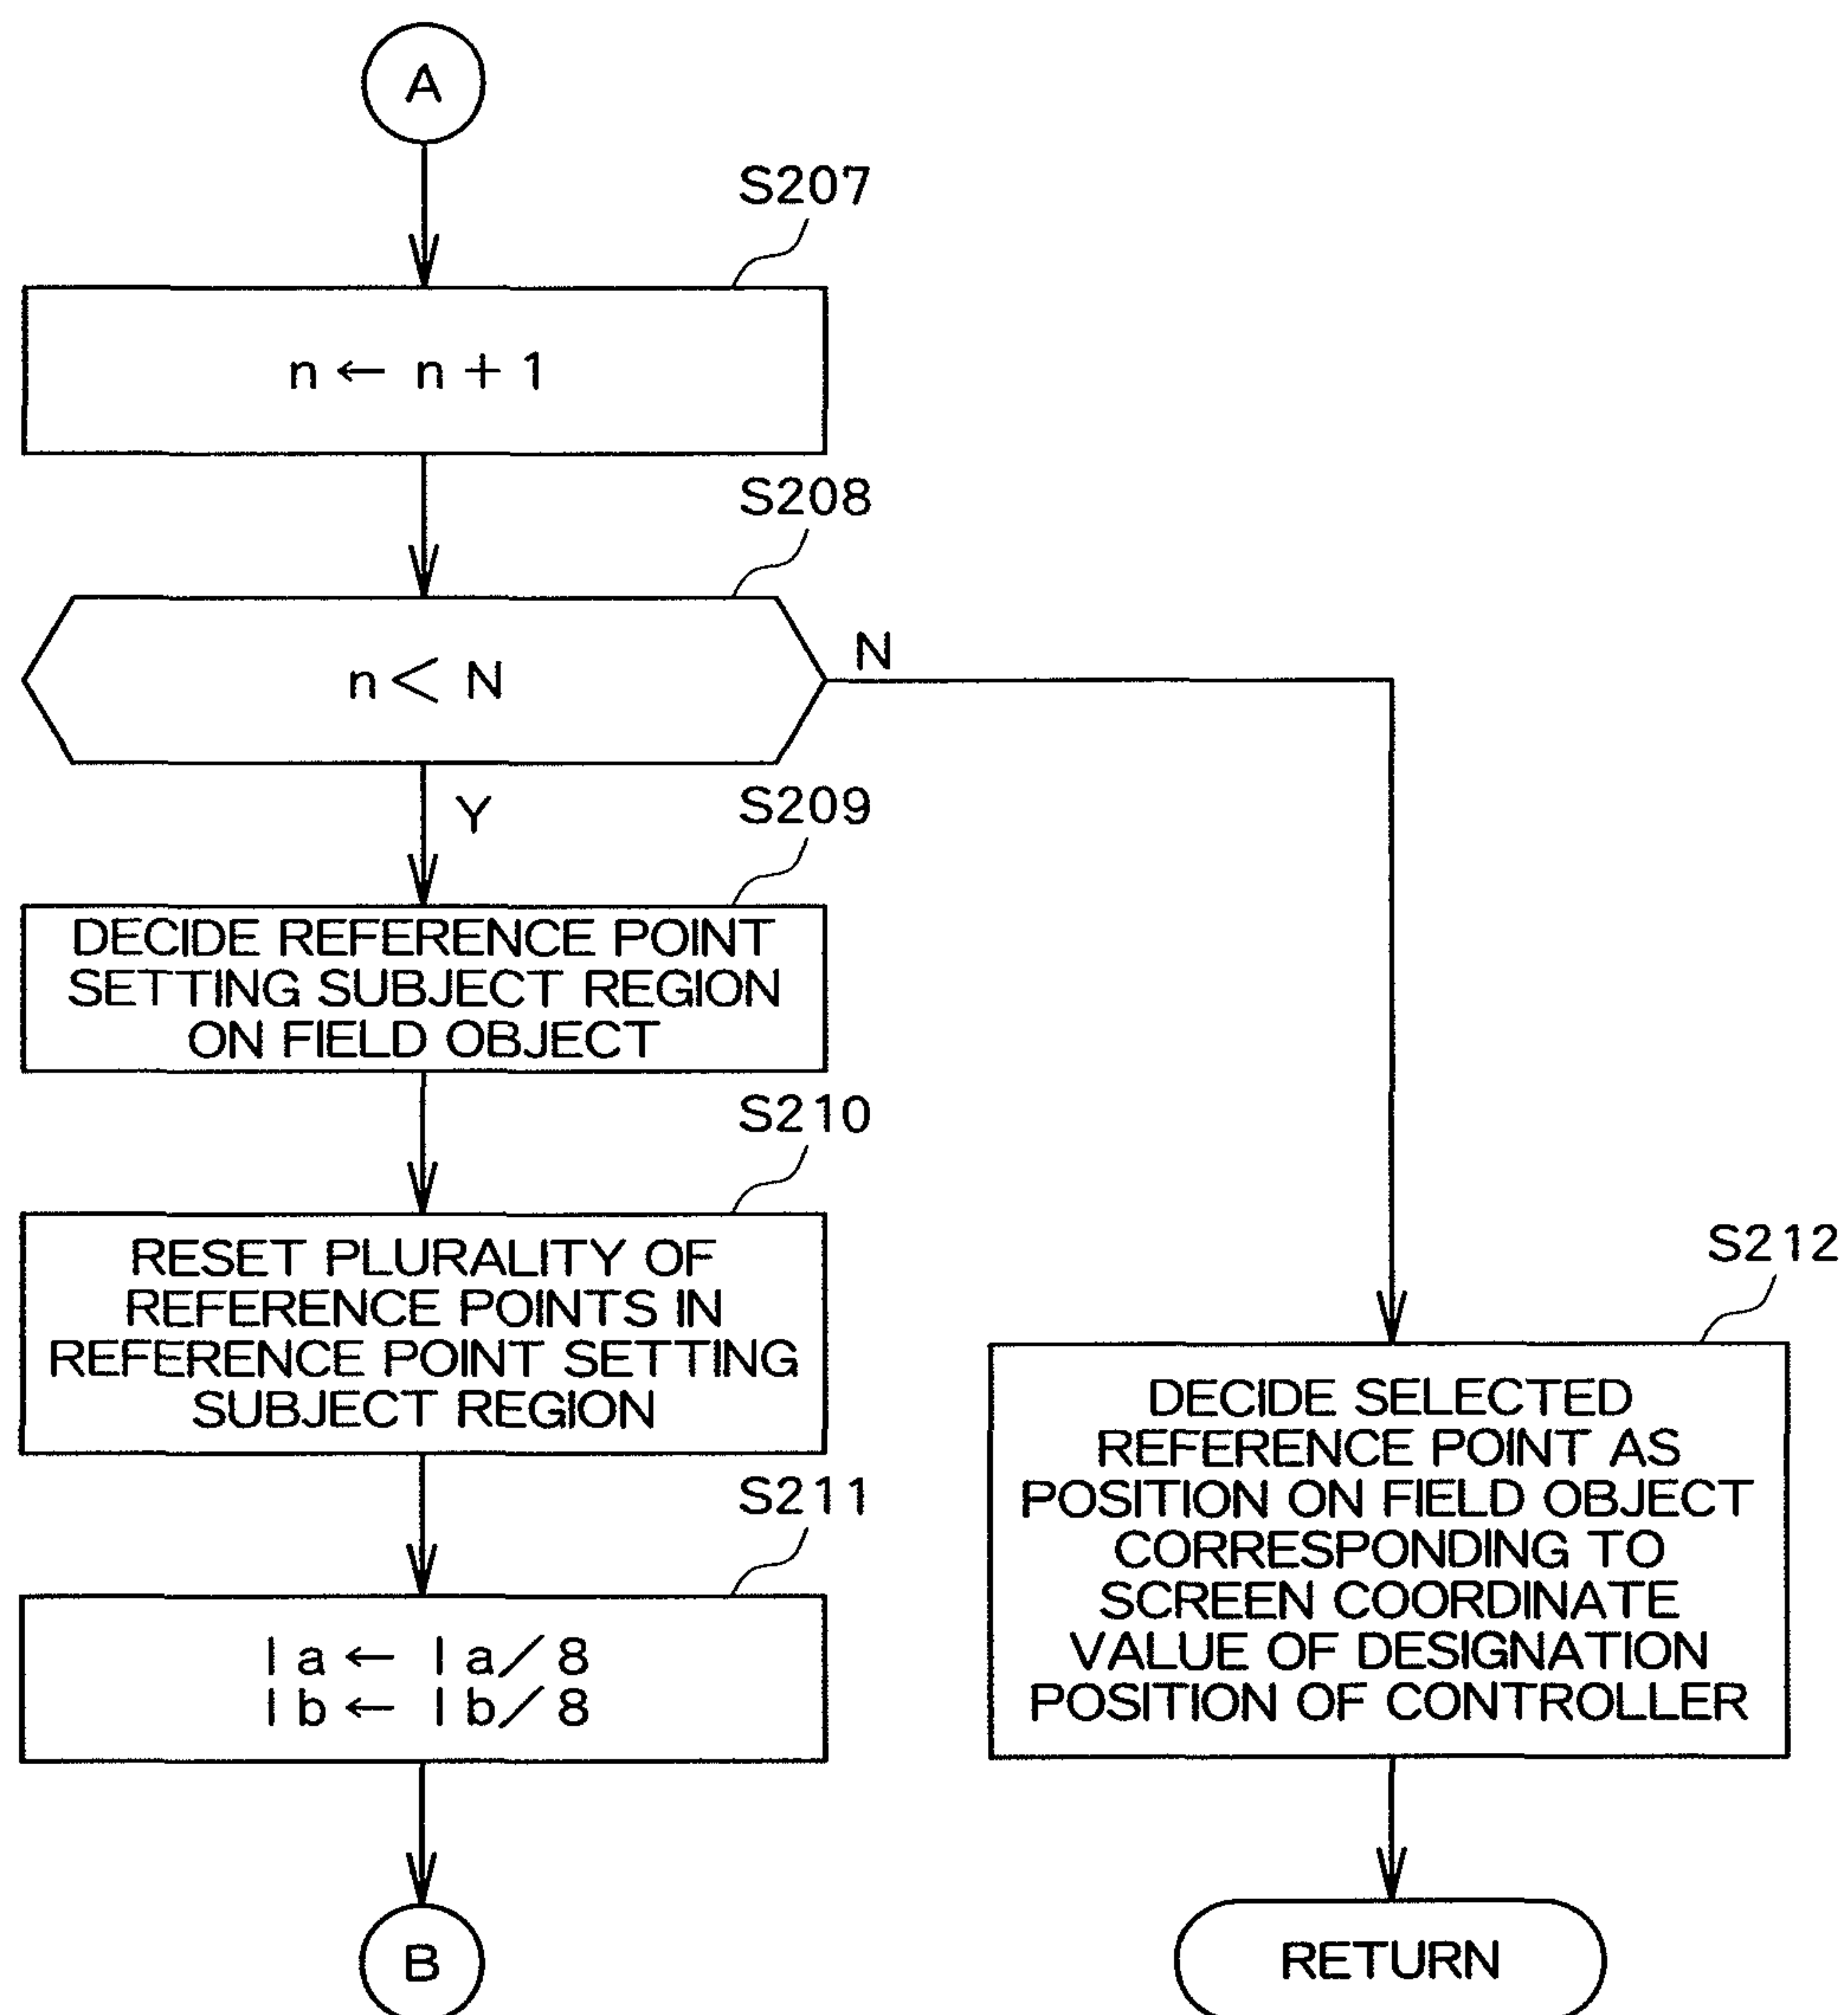 A
S207
n ← n + 1
S208
n < N
N
Y
S209
DECIDE REFERENCE POINT
SETTING SUBJECT REGION
ON FIELD OBJECT
S210
RESET PLURALITY OF
REFERENCE POINTS IN
REFERENCE POINT SETTING
SUBJECT REGION
S211
la ← la/8
lb ← lb/8
B
S212
DECIDE SELECTED
REFERENCE POINT AS
POSITION ON FIELD OBJECT
CORRESPONDING TO
SCREEN COORDINATE
VALUE OF DESIGNATION
POSITION OF CONTROLLER
RETURN